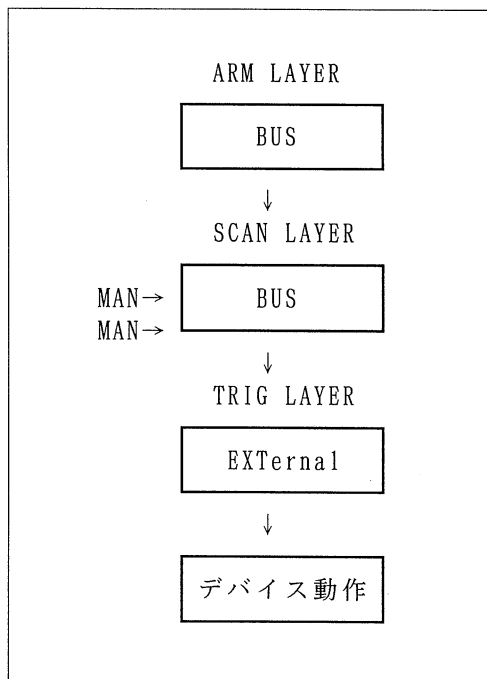 ARM LAYER
BUS
↓
SCAN LAYER
MAN→
BUS
MAN→
↓
TRIG LAYER
EXTernal
↓
デバイス動作